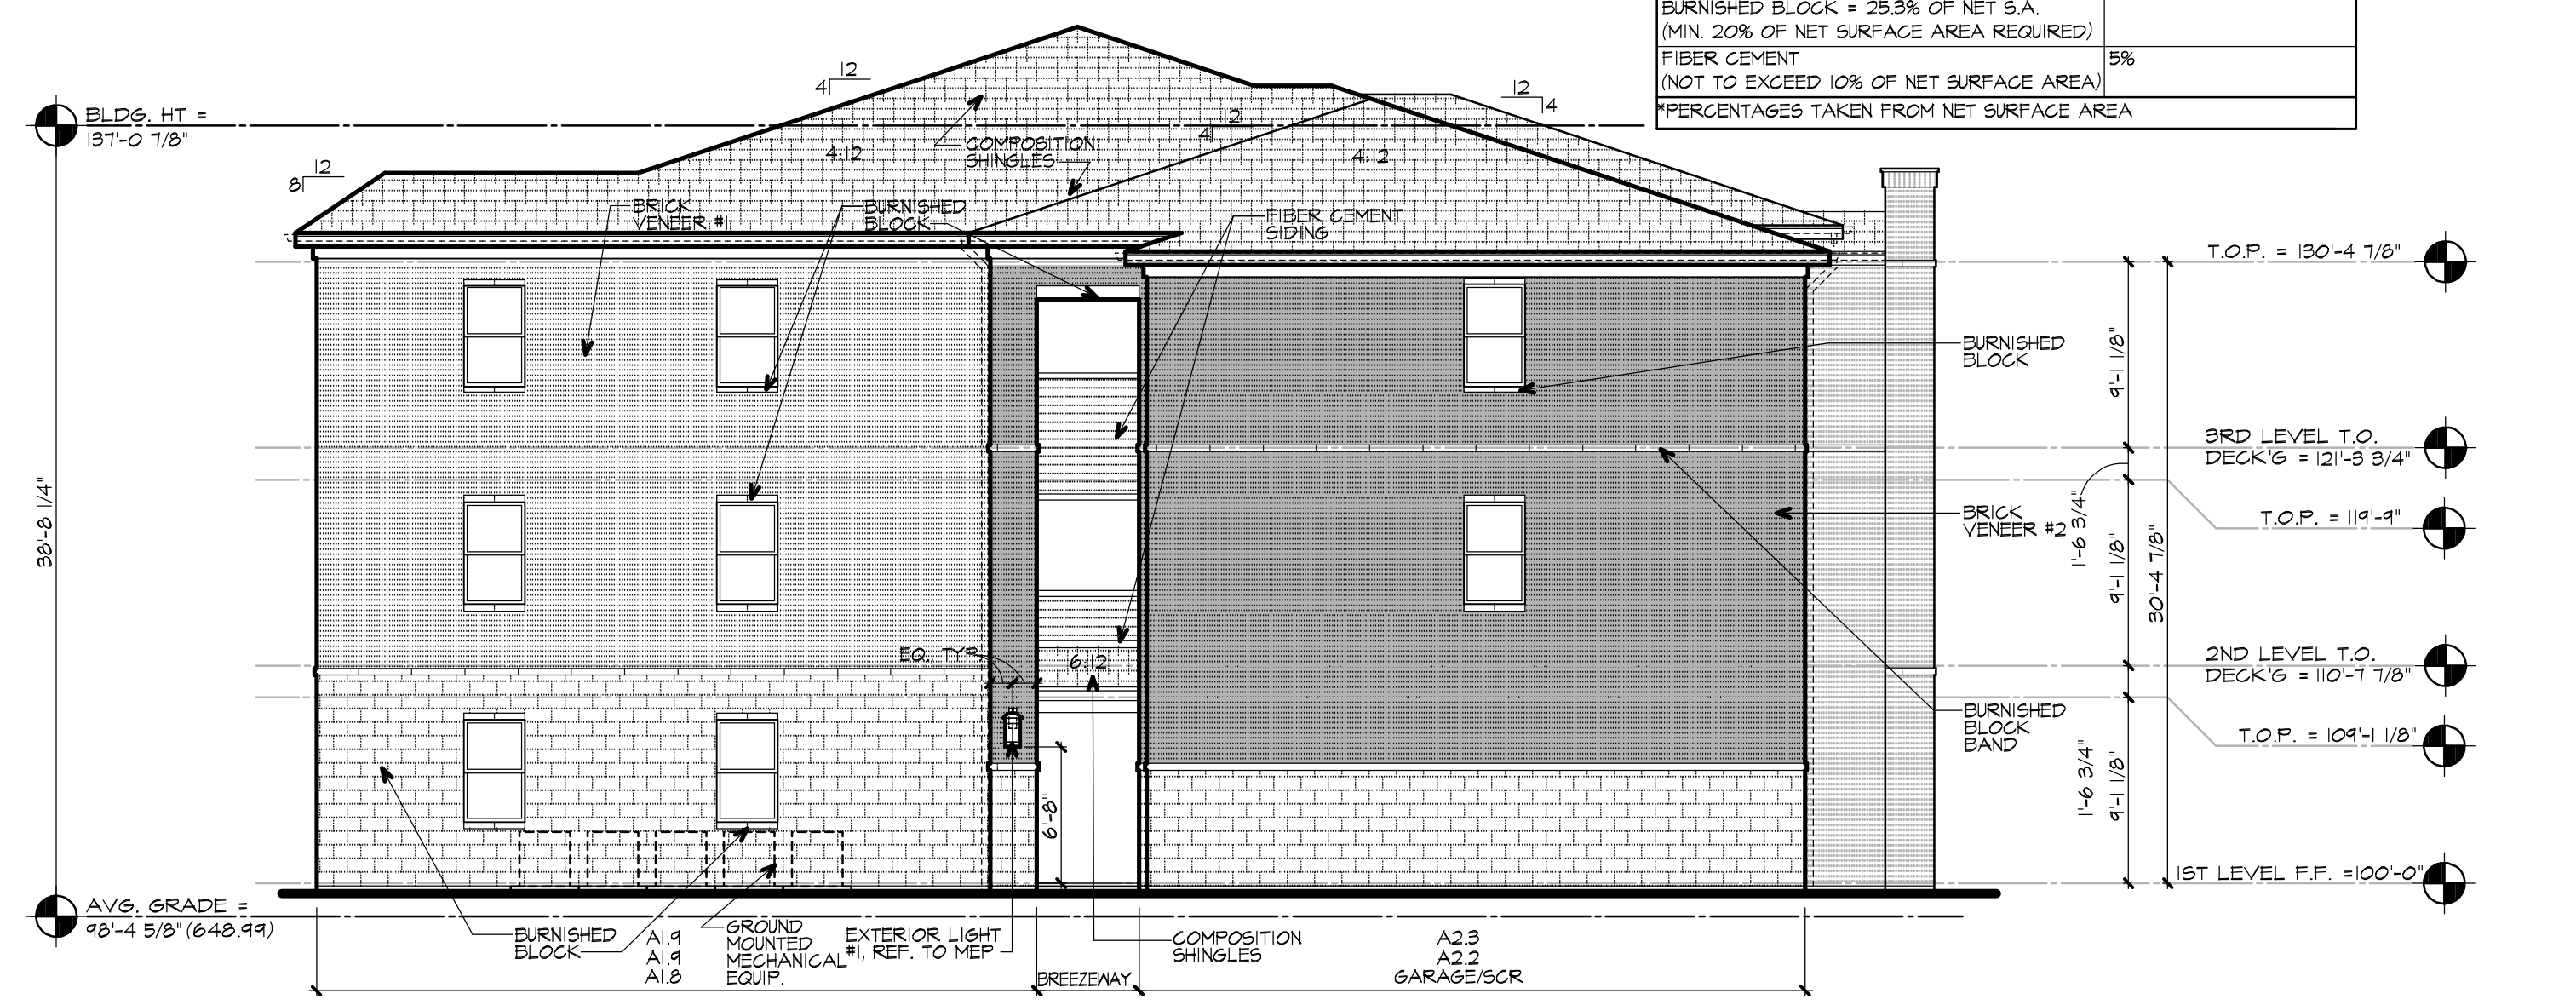 BURNISHED BLOCK = 25.3% OF NET S.A.
(MIN. 20% OF NET SURFACE AREA REQUIRED)
FIBER CEMENT
(NOT TO EXCEED 10% OF NET SURFACE AREA)
5%
*PERCENTAGES TAKEN FROM NET SURFACE AREA
BLDG. HT =
137'-0 7/8"
12
8
12
4
12
4
12
4
4:12
4:12
COMPOSITION
SHINGLES
BRICK
VENEER #1
BURNISHED
BLOCK
FIBER CEMENT
SIDING
T.O.P. = 130'-4 7/8"
BURNISHED
BLOCK
9'-1 1/8"
3RD LEVEL T.O.
DECK'G = 121'-3 3/4"
38'-8 1/4"
BRICK
VENEER #2
1'-6 3/4"
T.O.P. = 119'-9"
9'-1 1/8"
30'-4 7/8"
EQ., TYP.
6:12
2ND LEVEL T.O.
DECK'G = 110'-7 7/8"
BURNISHED
BLOCK
BAND
T.O.P. = 109'-1 1/8"
1'-6 3/4"
9'-1 1/8"
6'-8"
1ST LEVEL F.F. =100'-0"
AVG. GRADE =
98'-4 5/8" (648.99)
BURNISHED
BLOCK
A1.9
A1.9
A1.8
GROUND
MOUNTED
MECHANICAL
EQUIP.
EXTERIOR LIGHT
#1, REF. TO MEP
BREEZEWAY
COMPOSITION
SHINGLES
A2.3
A2.2
GARAGE/SCR